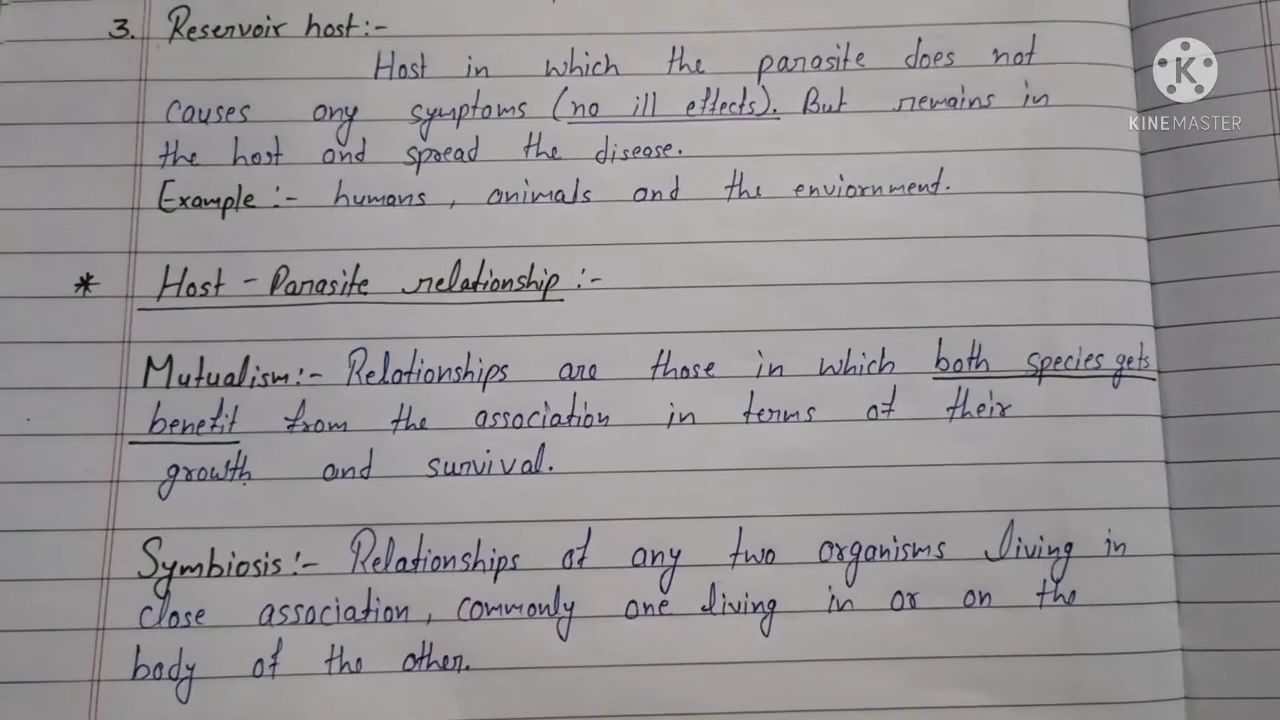 3. Reservoir host:-
Host in which the parasite does not
causes any symptoms (no ill effects). But remains in
the host and spread the disease.
Example:- humans, animals and the enviornment.
* Host - Parasite relationship:-
Mutualism:- Relationships are those in which both species gets
benefit from the association in terms of their
growth and survival.
Symbiosis:- Relationships of any two organisms living in
close association, commonly one living in or on the
body of the other.
K
KINEMASTER